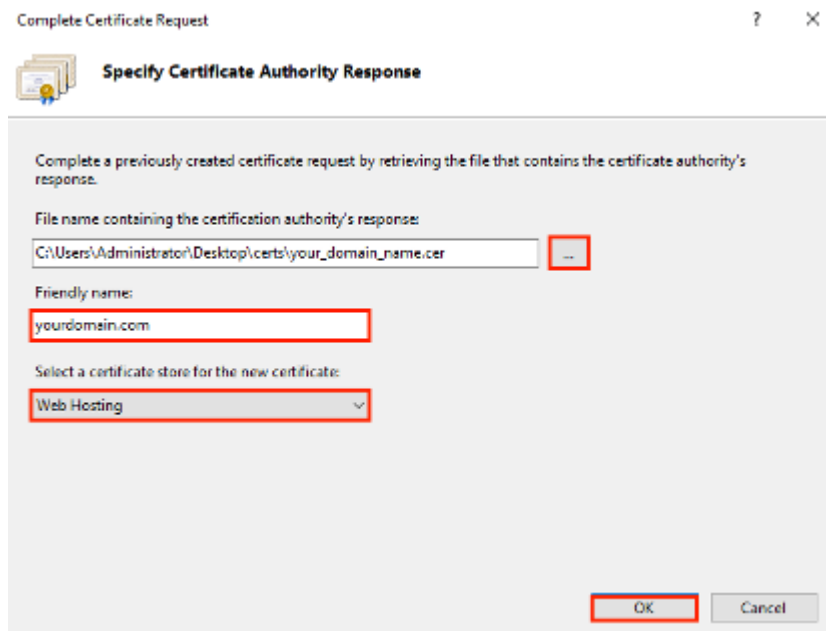 Complete Certificate Request
?
Specify Certificate Authority Response
Complete a previously created certificate request by retrieving the file that contains the certificate authority's
response.
File name containing the certification authority's response:
C:\Users\Administrator\Desktop\certs\your_domain_name.cer
...
Friendly name:
yourdomain.com
Select a certificate store for the new certificate:
Web Hosting
OK
Cancel